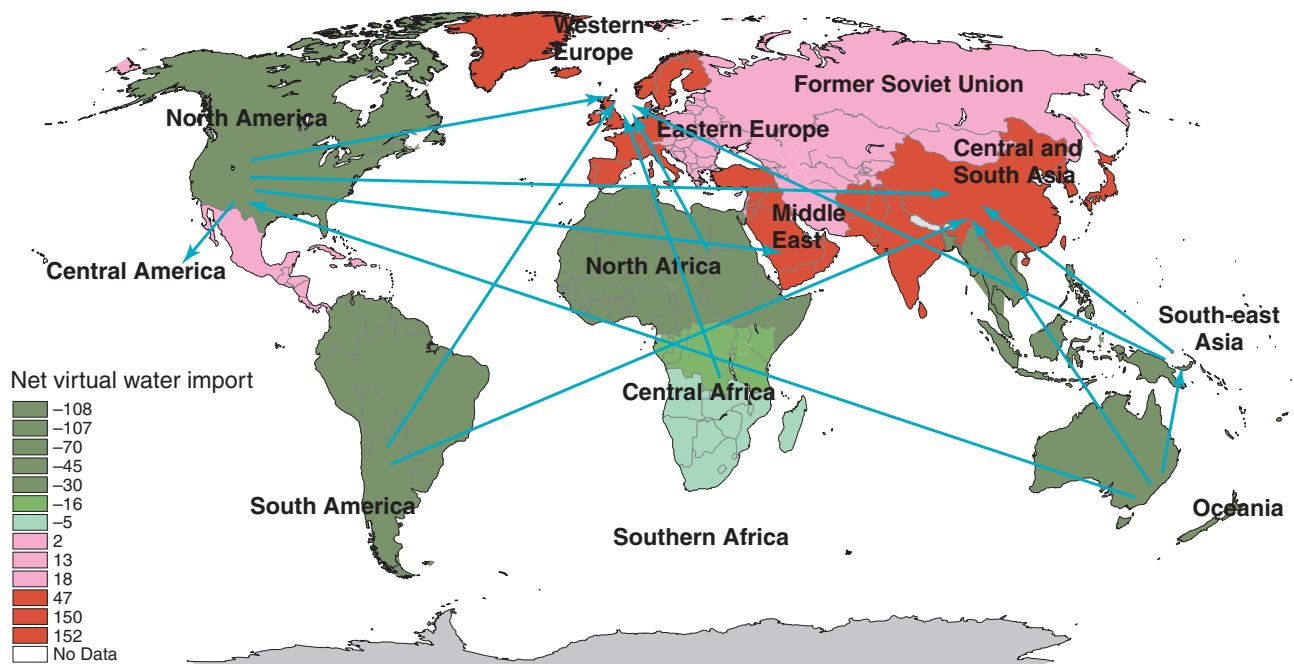 Western
Europe
Former Soviet Union
North America
Eastern Europe
Central and
South Asia
Middle
East
North Africa
Central America
South-east
Asia
Central Africa
South America
Oceania
Southern Africa
Net virtual water import
–108
–107
–70
–45
–30
–16
–5
2
13
18
47
150
152
No Data